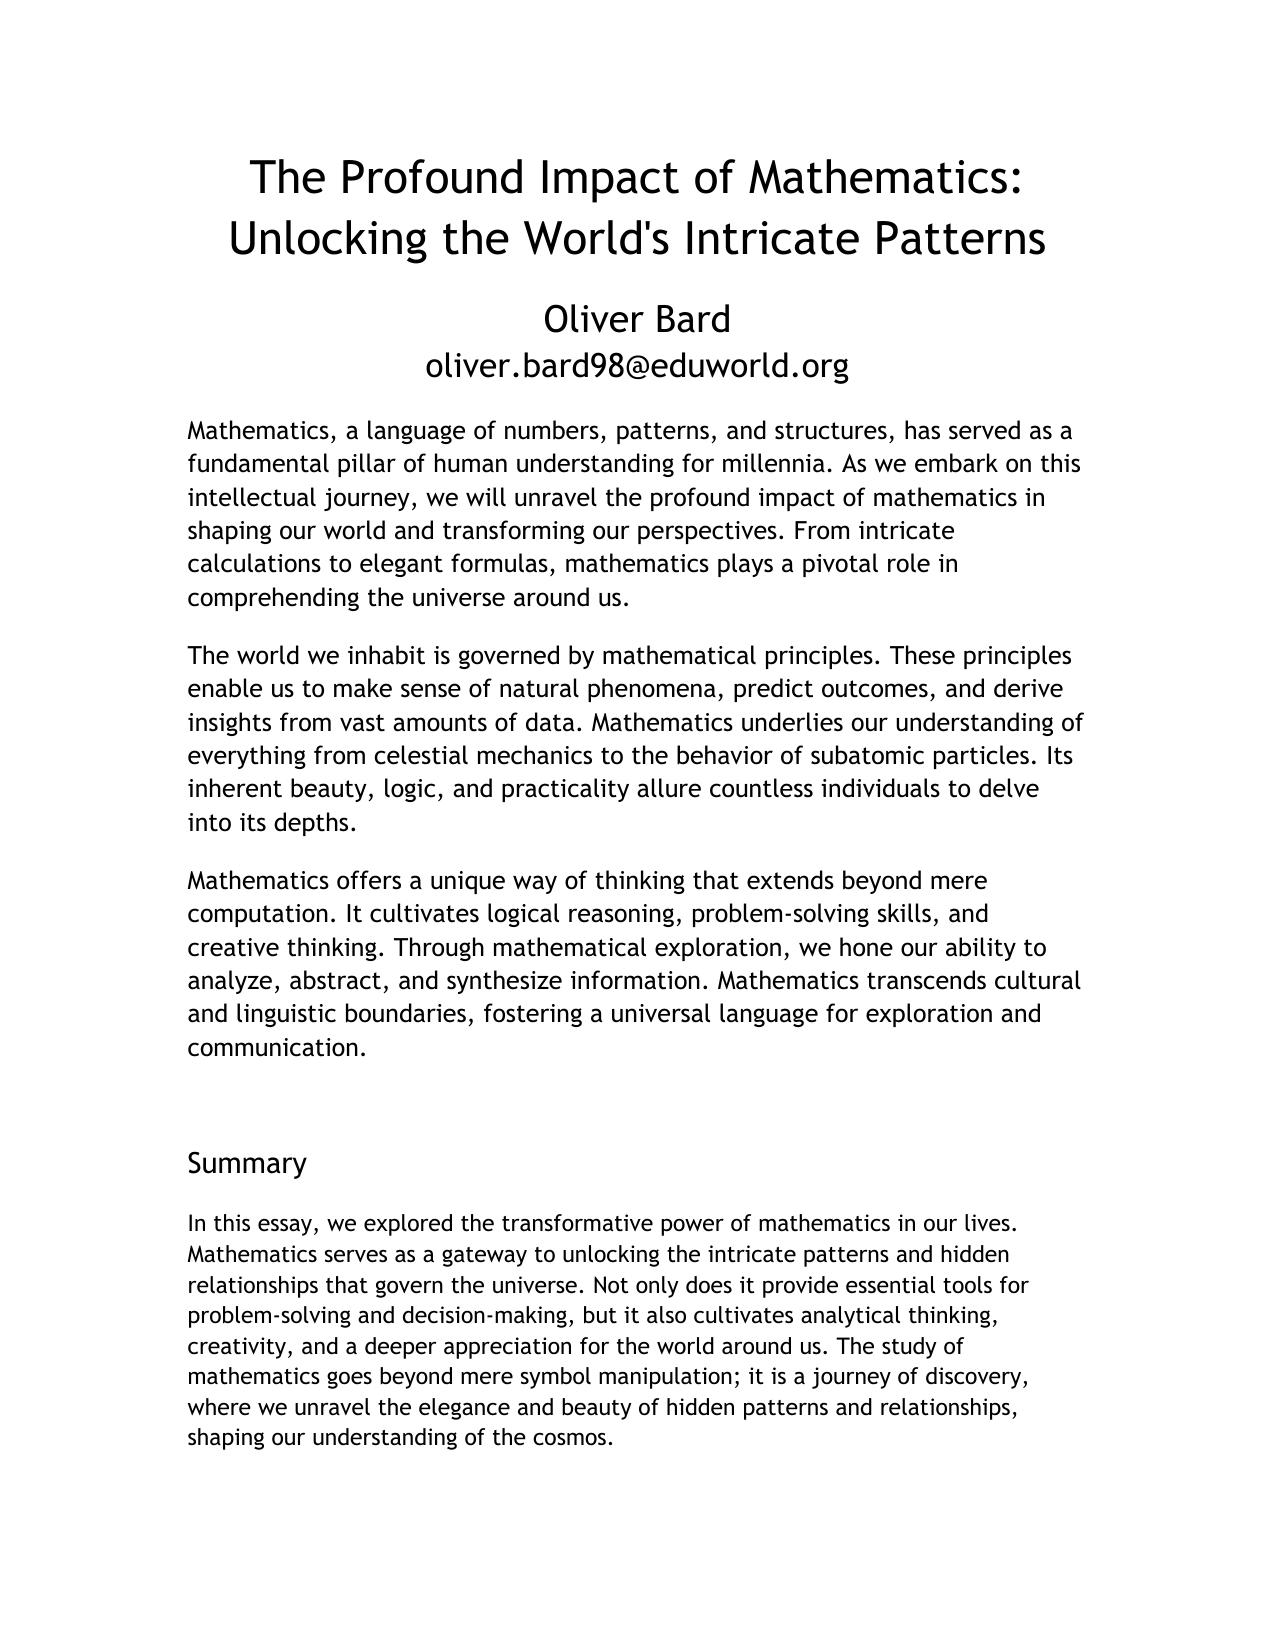 The Profound Impact of Mathematics:
Unlocking the World's Intricate Patterns
Oliver Bard
oliver.bard98@eduworld.org
Mathematics, a language of numbers, patterns, and structures, has served as a
fundamental pillar of human understanding for millennia. As we embark on this
intellectual journey, we will unravel the profound impact of mathematics in
shaping our world and transforming our perspectives. From intricate
calculations to elegant formulas, mathematics plays a pivotal role in
comprehending the universe around us.
The world we inhabit is governed by mathematical principles. These principles
enable us to make sense of natural phenomena, predict outcomes, and derive
insights from vast amounts of data. Mathematics underlies our understanding of
everything from celestial mechanics to the behavior of subatomic particles. Its
inherent beauty, logic, and practicality allure countless individuals to delve
into its depths.
Mathematics offers a unique way of thinking that extends beyond mere
computation. It cultivates logical reasoning, problem-solving skills, and
creative thinking. Through mathematical exploration, we hone our ability to
analyze, abstract, and synthesize information. Mathematics transcends cultural
and linguistic boundaries, fostering a universal language for exploration and
communication.
Summary
In this essay, we explored the transformative power of mathematics in our lives.
Mathematics serves as a gateway to unlocking the intricate patterns and hidden
relationships that govern the universe. Not only does it provide essential tools for
problem-solving and decision-making, but it also cultivates analytical thinking,
creativity, and a deeper appreciation for the world around us. The study of
mathematics goes beyond mere symbol manipulation; it is a journey of discovery,
where we unravel the elegance and beauty of hidden patterns and relationships,
shaping our understanding of the cosmos.